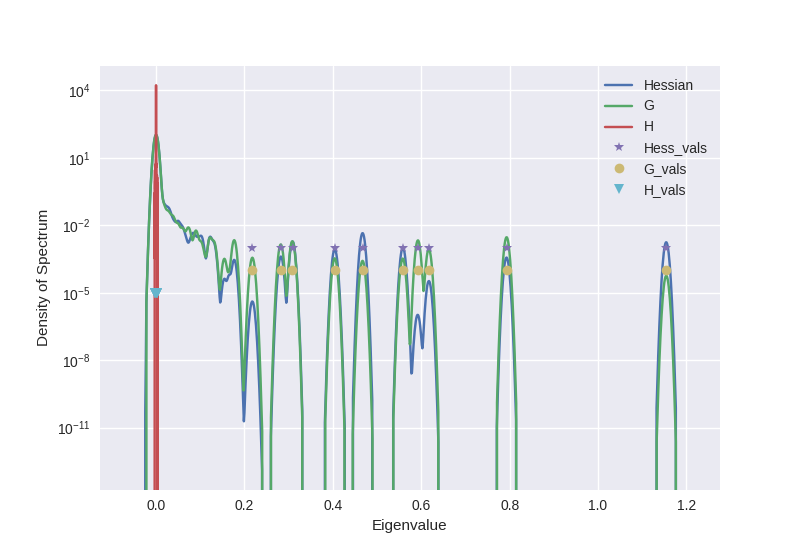 10^4
10^1
10^-2
10^-5
10^-8
10^-11
Density of Spectrum
Hessian
G
H
Hess_vals
G_vals
H_vals
0.0 0.2 0.4 0.6 0.8 1.0 1.2
Eigenvalue